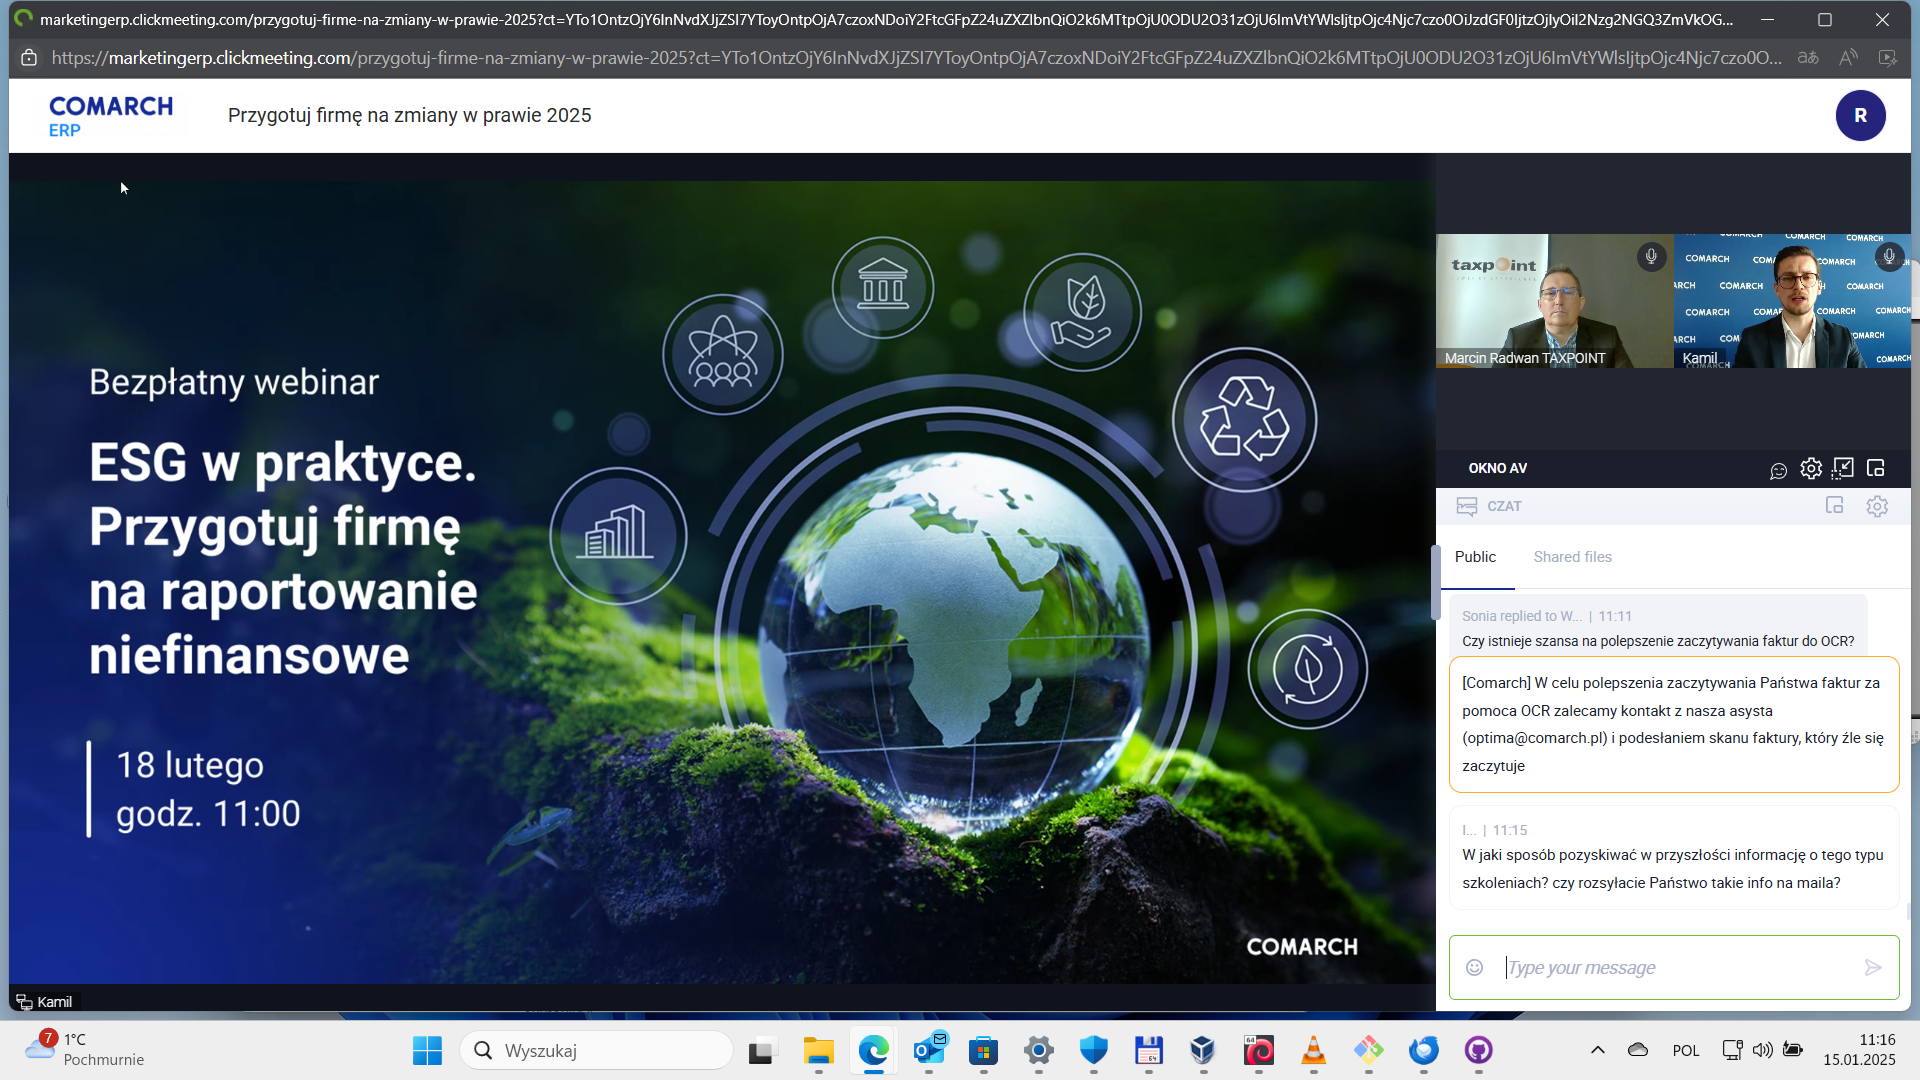 marketingerp.clickmeeting.com/przygotuj-firme-na-zmiany-w-prawie-2025?ct=YTo1OntzOjY6InNvdXJjZSI7YToyOntpOjA7czoxNDoiY2FtcGFpZ24uZXZlbnQiO2k6MTtpOjU0ODU2O31zOjU6ImVtYWlsIjtpOjc4Njc7czo0OiJzdGF0IjtzOjIyOiI2Nzg2NGQ3ZmVkOG...
https://marketingerp.clickmeeting.com/przygotuj-firme-na-zmiany-w-prawie-2025?ct=YTo1OntzOjY6InNvdXJjZSI7YToyOntpOjA7czoxNDoiY2FtcGFpZ24uZXZlbnQiO2k6MTtpOjU0ODU2O31zOjU6ImVtYWlsIjtpOjc4Njc7czo0O...
COMARCH
ERP
Przygotuj firmę na zmiany w prawie 2025
R
Bezpłatny webinar
ESG w praktyce.
Przygotuj firmę
na raportowanie
niefinansowe
18 lutego
godz. 11:00
COMARCH
Kamil
taxpoint
Marcin Radwan TAXPOINT
COMARCH
Kamil
OKNO AV
CZAT
Public
Shared files
Sonia replied to W... | 11:11
Czy istnieje szansa na polepszenie zaczytywania faktur do OCR?
[Comarch] W celu polepszenia zaczytywania Państwa faktur za
pomoca OCR zalecamy kontakt z nasza asysta
(optima@comarch.pl) i podesłaniem skanu faktury, który źle się
zaczytuje
I... | 11:15
W jaki sposób pozyskiwać w przyszłości informację o tego typu
szkoleniach? czy rozsyłacie Państwo takie info na maila?
Type your message
7
1°C
Pochmurnie
Wyszukaj
64
64
POL
11:16
15.01.2025